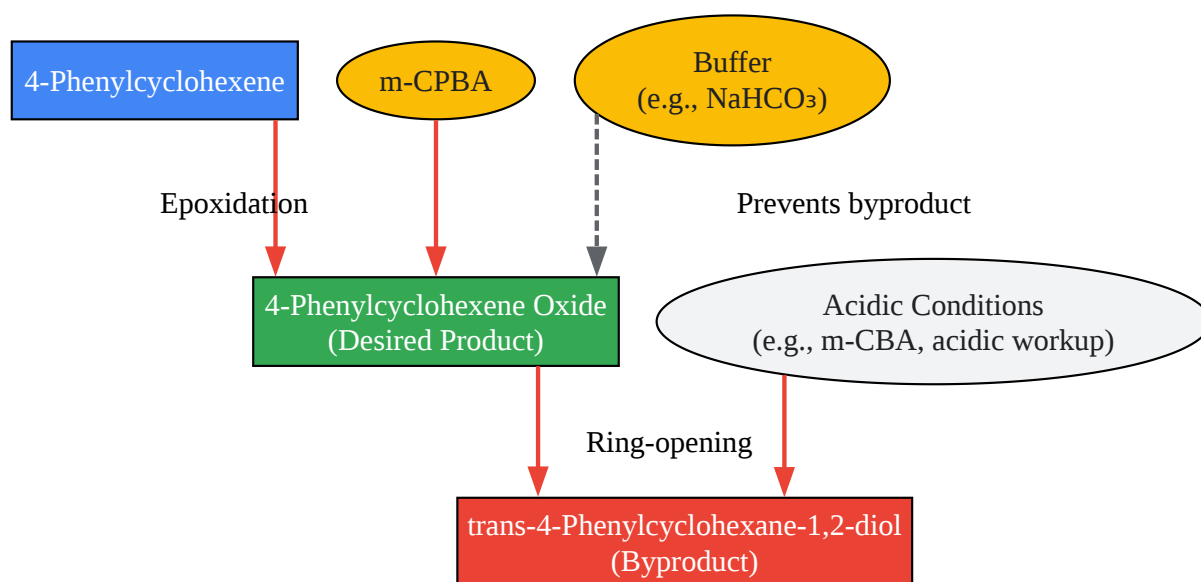 4-Phenylcyclohexene
m-CPBA
Buffer
(e.g., NaHCO₃)
Epoxidation
Prevents byproduct
4-Phenylcyclohexene Oxide
(Desired Product)
Acidic Conditions
(e.g., m-CBA, acidic workup)
Ring-opening
trans-4-Phenylcyclohexane-1,2-diol
(Byproduct)